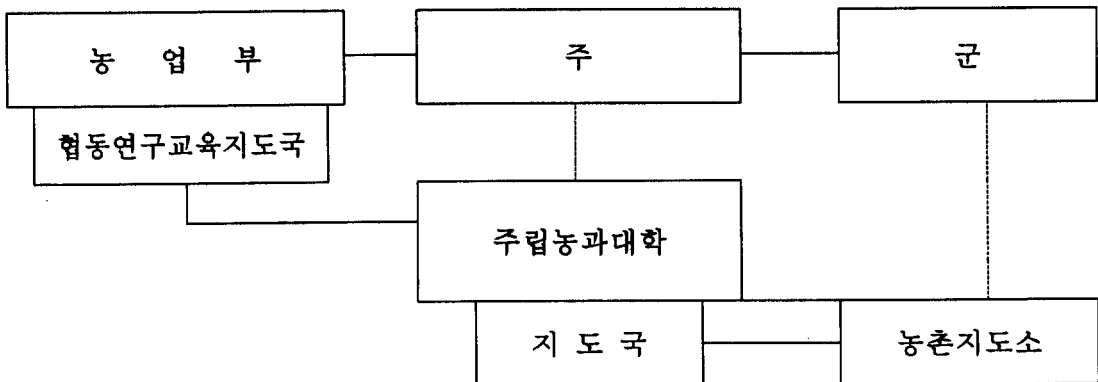 농 업 부
주
군
협동연구교육지도국
주립농과대학
지 도 국
농촌지도소